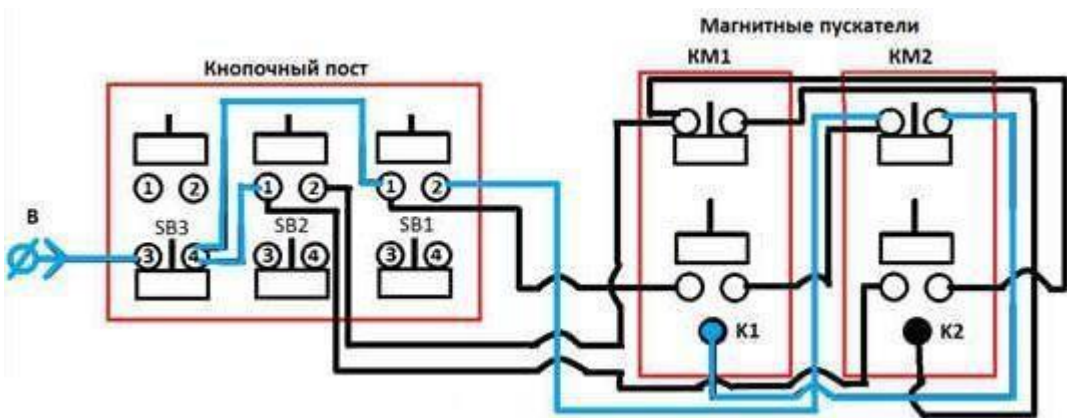 Магнитные пускатели
КМ1 КМ2
Кнопочный пост
1 2 1 2 1 2
В
SB3 SB2 SB1
3 4 3 4 3 4
К1 К2